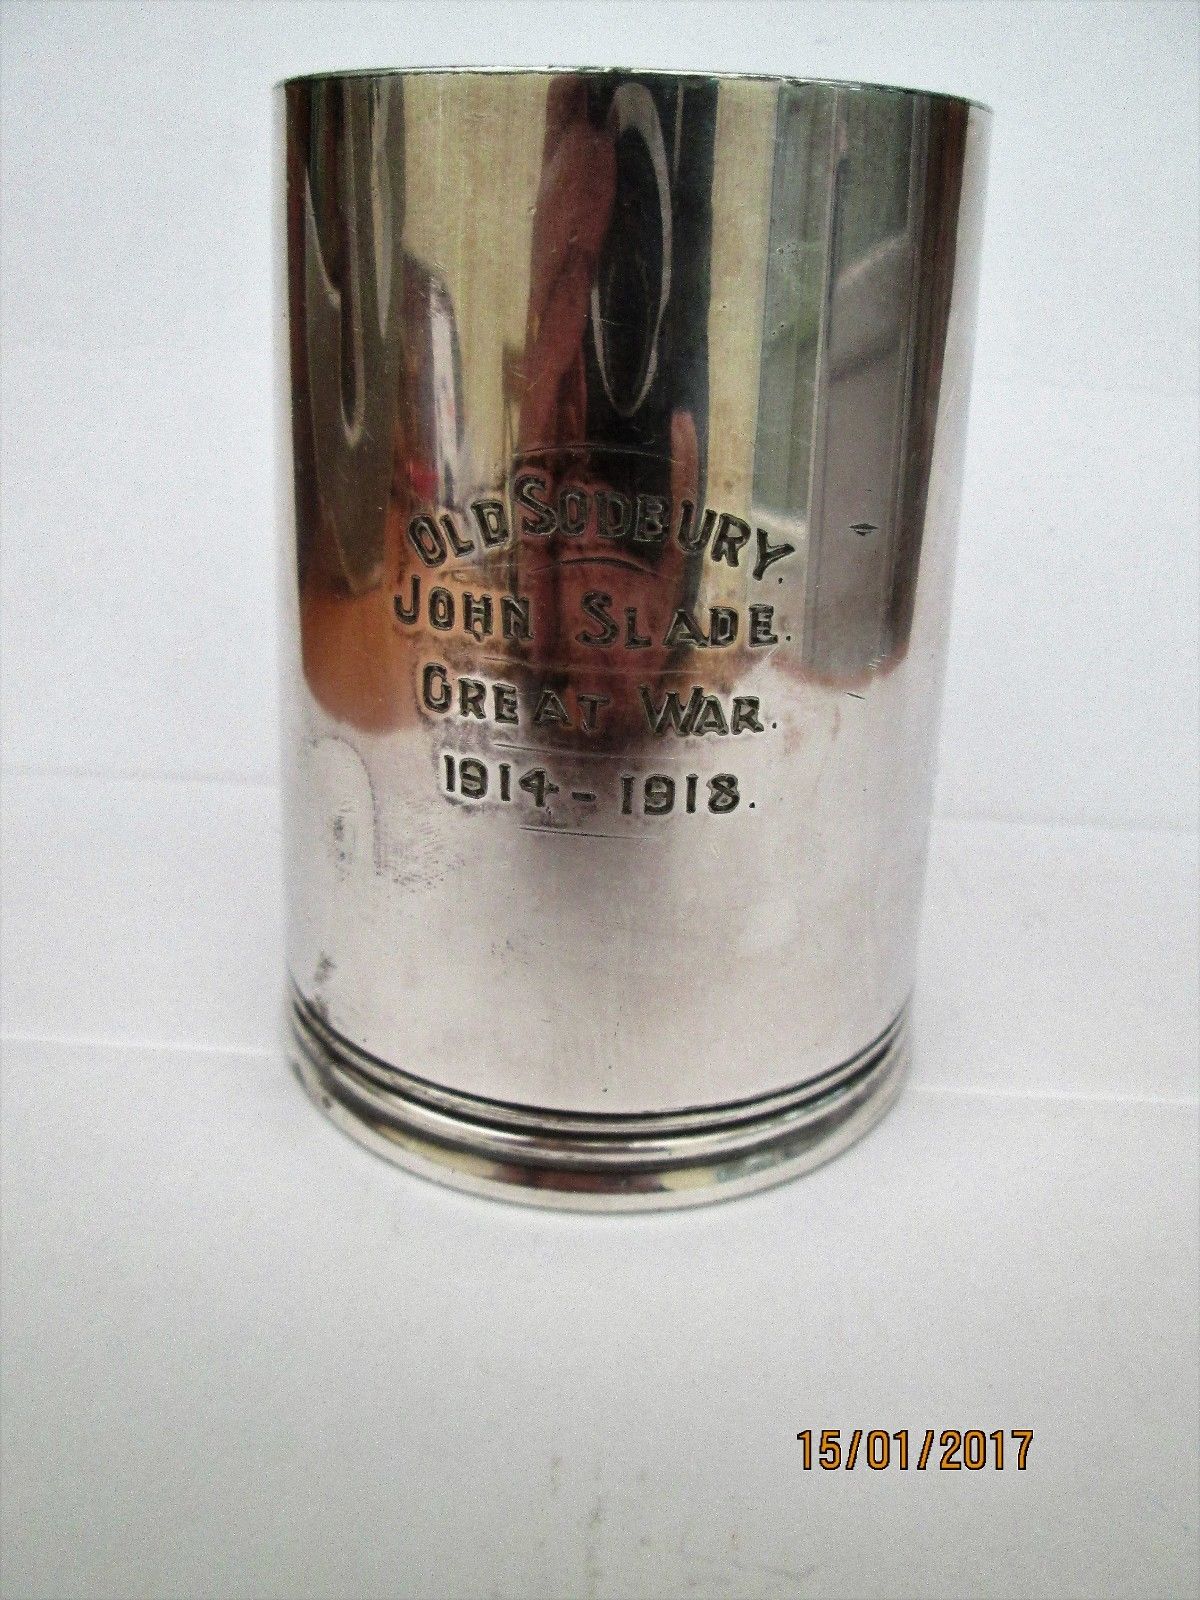 OLD SODBURY.
JOHN SLADE.
GREAT WAR.
1914 - 1918.
15/01/2017